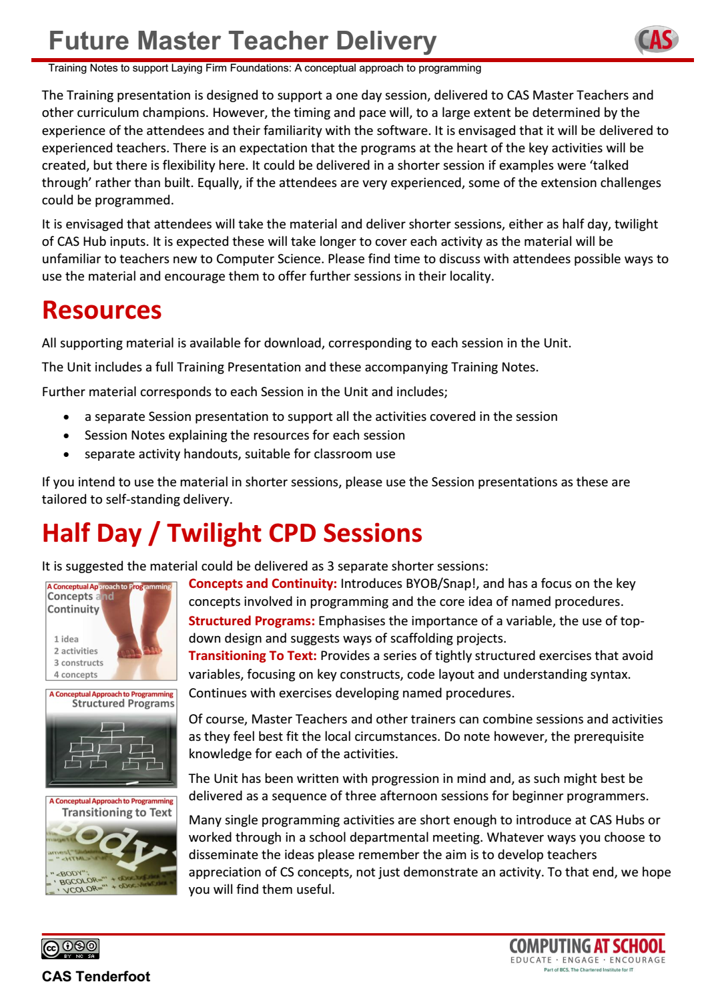 Future Master Teacher Delivery
CAS
Training Notes to support Laying Firm Foundations: A conceptual approach to programming
The Training presentation is designed to support a one day session, delivered to CAS Master Teachers and
other curriculum champions. However, the timing and pace will, to a large extent be determined by the
experience of the attendees and their familiarity with the software. It is envisaged that it will be delivered to
experienced teachers. There is an expectation that the programs at the heart of the key activities will be
created, but there is flexibility here. It could be delivered in a shorter session if examples were ‘talked
through’ rather than built. Equally, if the attendees are very experienced, some of the extension challenges
could be programmed.
It is envisaged that attendees will take the material and deliver shorter sessions, either as half day, twilight
of CAS Hub inputs. It is expected these will take longer to cover each activity as the material will be
unfamiliar to teachers new to Computer Science. Please find time to discuss with attendees possible ways to
use the material and encourage them to offer further sessions in their locality.
Resources
All supporting material is available for download, corresponding to each session in the Unit.
The Unit includes a full Training Presentation and these accompanying Training Notes.
Further material corresponds to each Session in the Unit and includes;
• a separate Session presentation to support all the activities covered in the session
• Session Notes explaining the resources for each session
• separate activity handouts, suitable for classroom use
If you intend to use the material in shorter sessions, please use the Session presentations as these are
tailored to self-standing delivery.
Half Day / Twilight CPD Sessions
It is suggested the material could be delivered as 3 separate shorter sessions:
A Conceptual Approach to Programming
Concepts and
Continuity
1 idea
2 activities
3 constructs
4 concepts
Concepts and Continuity: Introduces BYOB/Snap!, and has a focus on the key
concepts involved in programming and the core idea of named procedures.
Structured Programs: Emphasises the importance of a variable, the use of top-
down design and suggests ways of scaffolding projects.
Transitioning To Text: Provides a series of tightly structured exercises that avoid
variables, focusing on key constructs, code layout and understanding syntax.
Continues with exercises developing named procedures.
A Conceptual Approach to Programming
Structured Programs
Of course, Master Teachers and other trainers can combine sessions and activities
as they feel best fit the local circumstances. Do note however, the prerequisite
knowledge for each of the activities.
The Unit has been written with progression in mind and, as such might best be
delivered as a sequence of three afternoon sessions for beginner programmers.
A Conceptual Approach to Programming
Transitioning to Text
Body
"<BODY";
BGCOLOR="
VCOLOR="
Many single programming activities are short enough to introduce at CAS Hubs or
worked through in a school departmental meeting. Whatever ways you choose to
disseminate the ideas please remember the aim is to develop teachers
appreciation of CS concepts, not just demonstrate an activity. To that end, we hope
you will find them useful.
cc BY NC SA
COMPUTING AT SCHOOL
EDUCATE · ENGAGE · ENCOURAGE
Part of BCS, The Chartered Institute for IT
CAS Tenderfoot